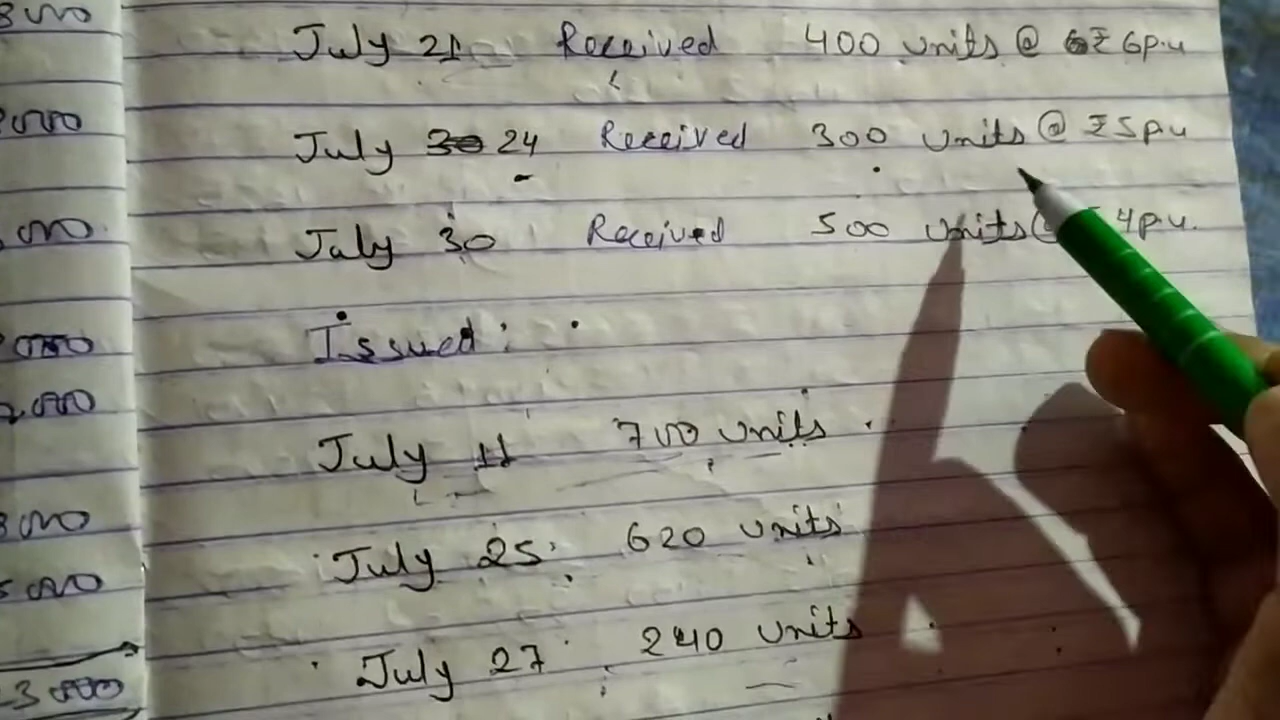 July 21 Received 400 units @ ₹ 6p.u
July 24 Received 300 units @ ₹5p.u
July 30 Received 500 units @ 4p.u.
Issued:
July 11 700 units
July 25 620 units
July 27 240 units